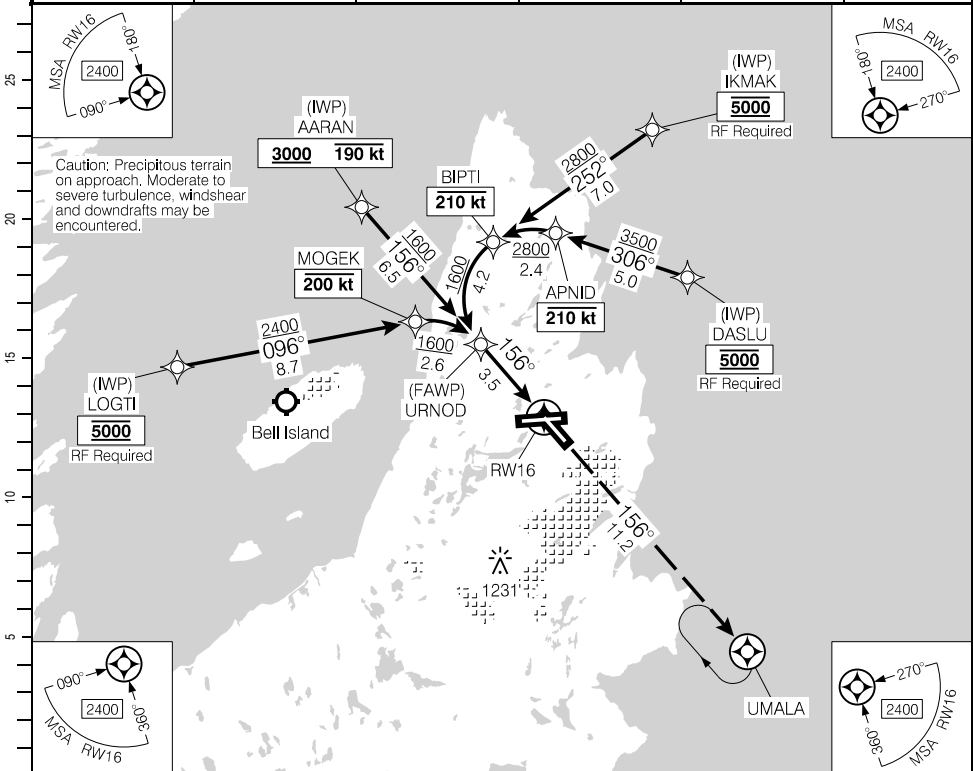 MSA RW16
180°
2400
090°
MSA RW16
180°
2400
270°
25
20
15
10
5
Caution: Precipitous terrain
on approach. Moderate to
severe turbulence, windshear
and downdrafts may be
encountered.
(IWP)
AARAN
3000 190 kt
(IWP)
IKMAK
5000
RF Required
BIPTI
210 kt
2800
252°
7.0
1600
156°
6.5
MOGEK
200 kt
1600
4.2
2800
2.4
APNID
210 kt
3500
306°
5.0
(IWP)
DASLU
5000
RF Required
2400
096°
8.7
1600
2.6
(IWP)
LOGTI
5000
RF Required
(FAWP)
URNOD
156°
3.5
Bell Island
RW16
156°
11.2
1231
UMALA
090°
2400
360°
MSA RW16
270°
2400
360°
MSA RW16